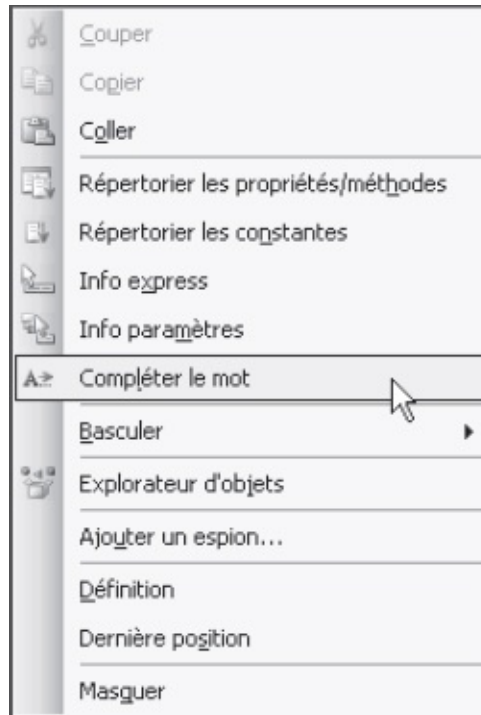 Couper
Copier
Coller
Répertorier les propriétés/méthodes
Répertorier les constantes
Info express
Info paramètres
Compléter le mot
Basculer
Explorateur d'objets
Ajouter un espion...
Définition
Dernière position
Masquer